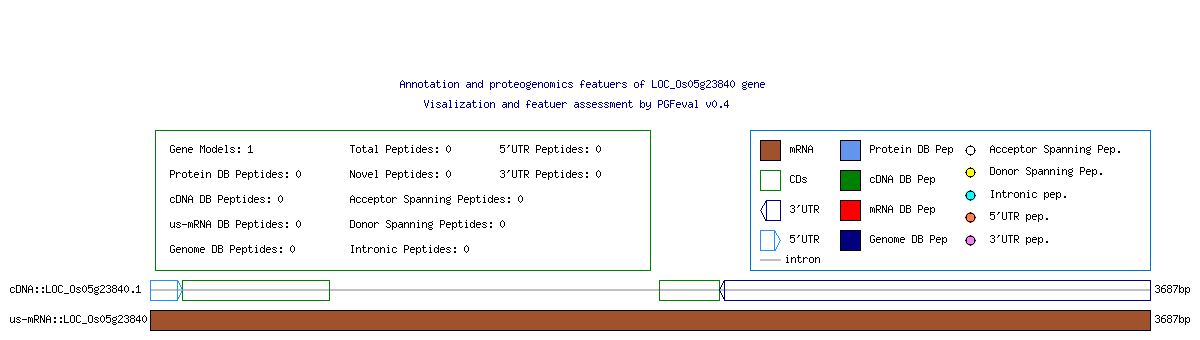 Annotation and proteogenomics featuers of LOC_Os05g23840 gene
Visalization and featuer assessment by PGFeval v0.4
Gene Models: 1 Total Peptides: 0 5'UTR Peptides: 0
Protein DB Peptides: 0 Novel Peptides: 0 3'UTR Peptides: 0
cDNA DB Peptides: 0 Acceptor Spanning Peptides: 0
us-mRNA DB Peptides: 0 Donor Spanning Peptides: 0
Genome DB Peptides: 0 Intronic Peptides: 0
mRNA Protein DB Pep Acceptor Spanning Pep.
CDs cDNA DB Pep Donor Spanning Pep.
3'UTR mRNA DB Pep Intronic pep.
5'UTR Genome DB Pep 5'UTR pep.
intron 3'UTR pep.
cDNA::LOC_Os05g23840.1 3687bp
us-mRNA::LOC_Os05g23840 3687bp